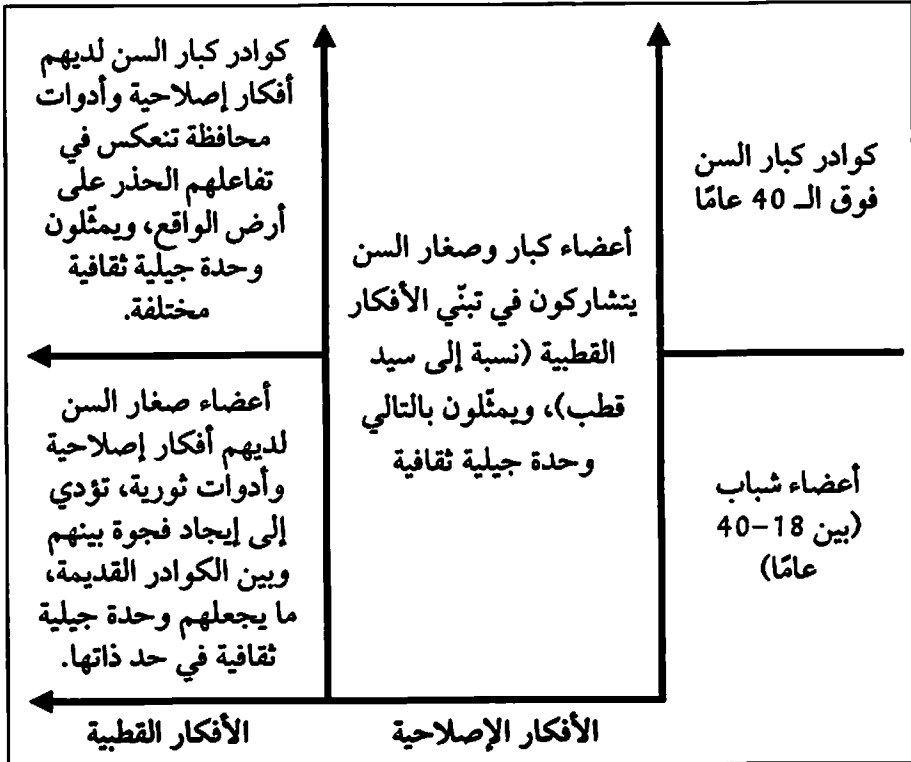 كوادر كبار السن
فوق الـ 40 عامًا
أعضاء شباب
(بين 18–40
عامًا)
أعضاء كبار وصغار السن
يتشاركون في تبنّي الأفكار
القطبية (نسبة إلى سيد
قطب)، ويمثّلون بالتالي
وحدة جيلية ثقافية
كوادر كبار السن لديهم
أفكار إصلاحية وأدوات
محافظة تنعكس في
تفاعلهم الحذر على
أرض الواقع، ويمثّلون
وحدة جيلية ثقافية
مختلفة.
أعضاء صغار السن
لديهم أفكار إصلاحية
وأدوات ثورية، تؤدي
إلى إيجاد فجوة بينهم
وبين الكوادر القديمة،
ما يجعلهم وحدة جيلية
ثقافية في حد ذاتها.
الأفكار الإصلاحية
الأفكار القطبية